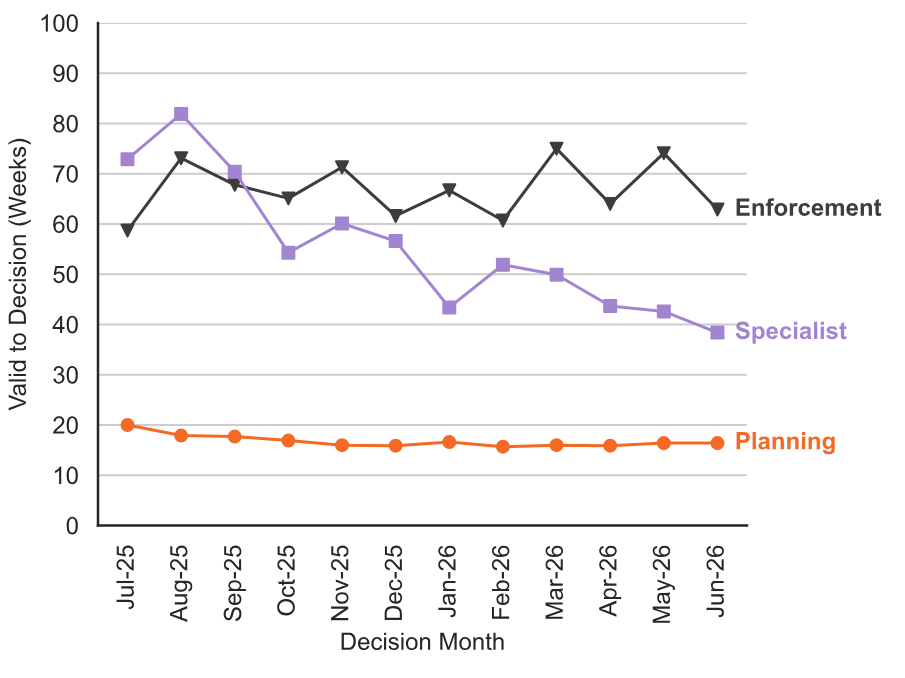 100
90
80
70
60
50
40
30
20
10
0
Valid to Decision (Weeks)
Enforcement
Specialist
Planning
Jul-25
Aug-25
Sep-25
Oct-25
Nov-25
Dec-25
Jan-26
Feb-26
Mar-26
Apr-26
May-26
Jun-26
Decision Month